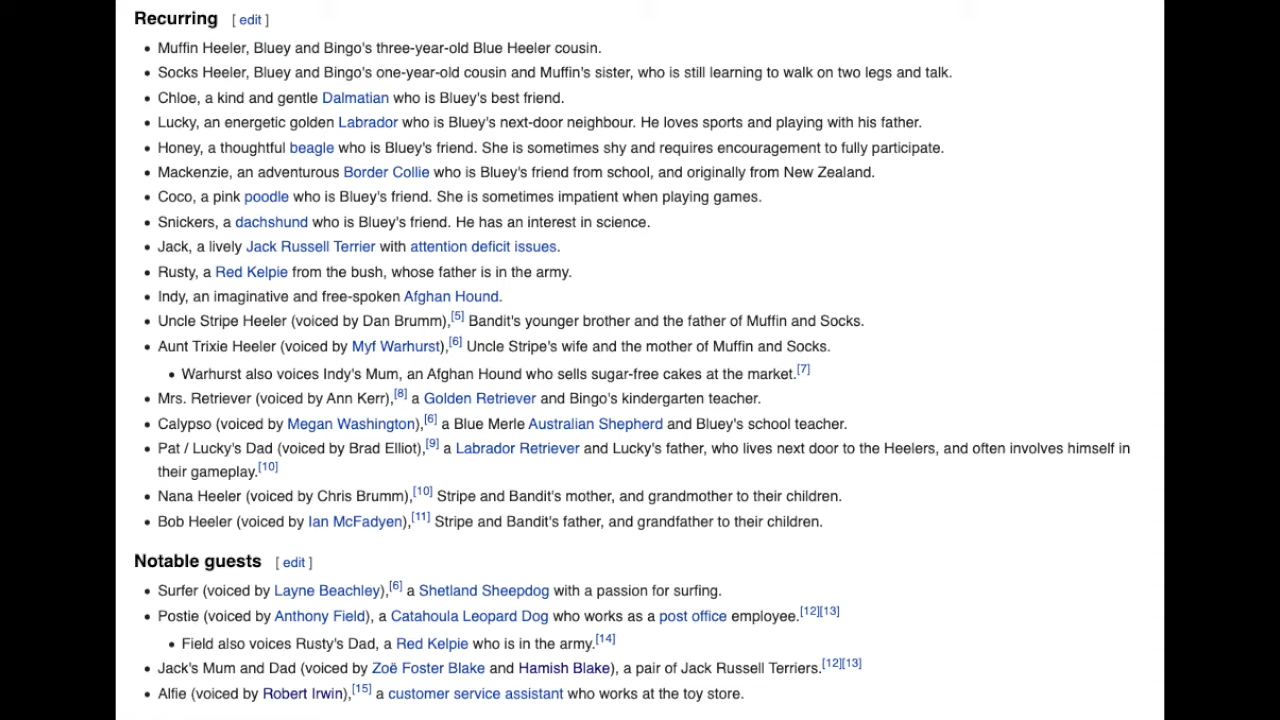 Recurring [ edit ]
• Muffin Heeler, Bluey and Bingo's three-year-old Blue Heeler cousin.
• Socks Heeler, Bluey and Bingo's one-year-old cousin and Muffin's sister, who is still learning to walk on two legs and talk.
• Chloe, a kind and gentle Dalmatian who is Bluey's best friend.
• Lucky, an energetic golden Labrador who is Bluey's next-door neighbour. He loves sports and playing with his father.
• Honey, a thoughtful beagle who is Bluey's friend. She is sometimes shy and requires encouragement to fully participate.
• Mackenzie, an adventurous Border Collie who is Bluey's friend from school, and originally from New Zealand.
• Coco, a pink poodle who is Bluey's friend. She is sometimes impatient when playing games.
• Snickers, a dachshund who is Bluey's friend. He has an interest in science.
• Jack, a lively Jack Russell Terrier with attention deficit issues.
• Rusty, a Red Kelpie from the bush, whose father is in the army.
• Indy, an imaginative and free-spoken Afghan Hound.
• Uncle Stripe Heeler (voiced by Dan Brumm),[5] Bandit's younger brother and the father of Muffin and Socks.
• Aunt Trixie Heeler (voiced by Myf Warhurst),[6] Uncle Stripe's wife and the mother of Muffin and Socks.
• Warhurst also voices Indy's Mum, an Afghan Hound who sells sugar-free cakes at the market.[7]
• Mrs. Retriever (voiced by Ann Kerr),[8] a Golden Retriever and Bingo's kindergarten teacher.
• Calypso (voiced by Megan Washington),[6] a Blue Merle Australian Shepherd and Bluey's school teacher.
• Pat / Lucky's Dad (voiced by Brad Elliot),[9] a Labrador Retriever and Lucky's father, who lives next door to the Heelers, and often involves himself in
their gameplay.[10]
• Nana Heeler (voiced by Chris Brumm),[10] Stripe and Bandit's mother, and grandmother to their children.
• Bob Heeler (voiced by Ian McFadyen),[11] Stripe and Bandit's father, and grandfather to their children.
Notable guests [ edit ]
• Surfer (voiced by Layne Beachley),[6] a Shetland Sheepdog with a passion for surfing.
• Postie (voiced by Anthony Field), a Catahoula Leopard Dog who works as a post office employee.[12][13]
• Field also voices Rusty's Dad, a Red Kelpie who is in the army.[14]
• Jack's Mum and Dad (voiced by Zoë Foster Blake and Hamish Blake), a pair of Jack Russell Terriers.[12][13]
• Alfie (voiced by Robert Irwin),[15] a customer service assistant who works at the toy store.